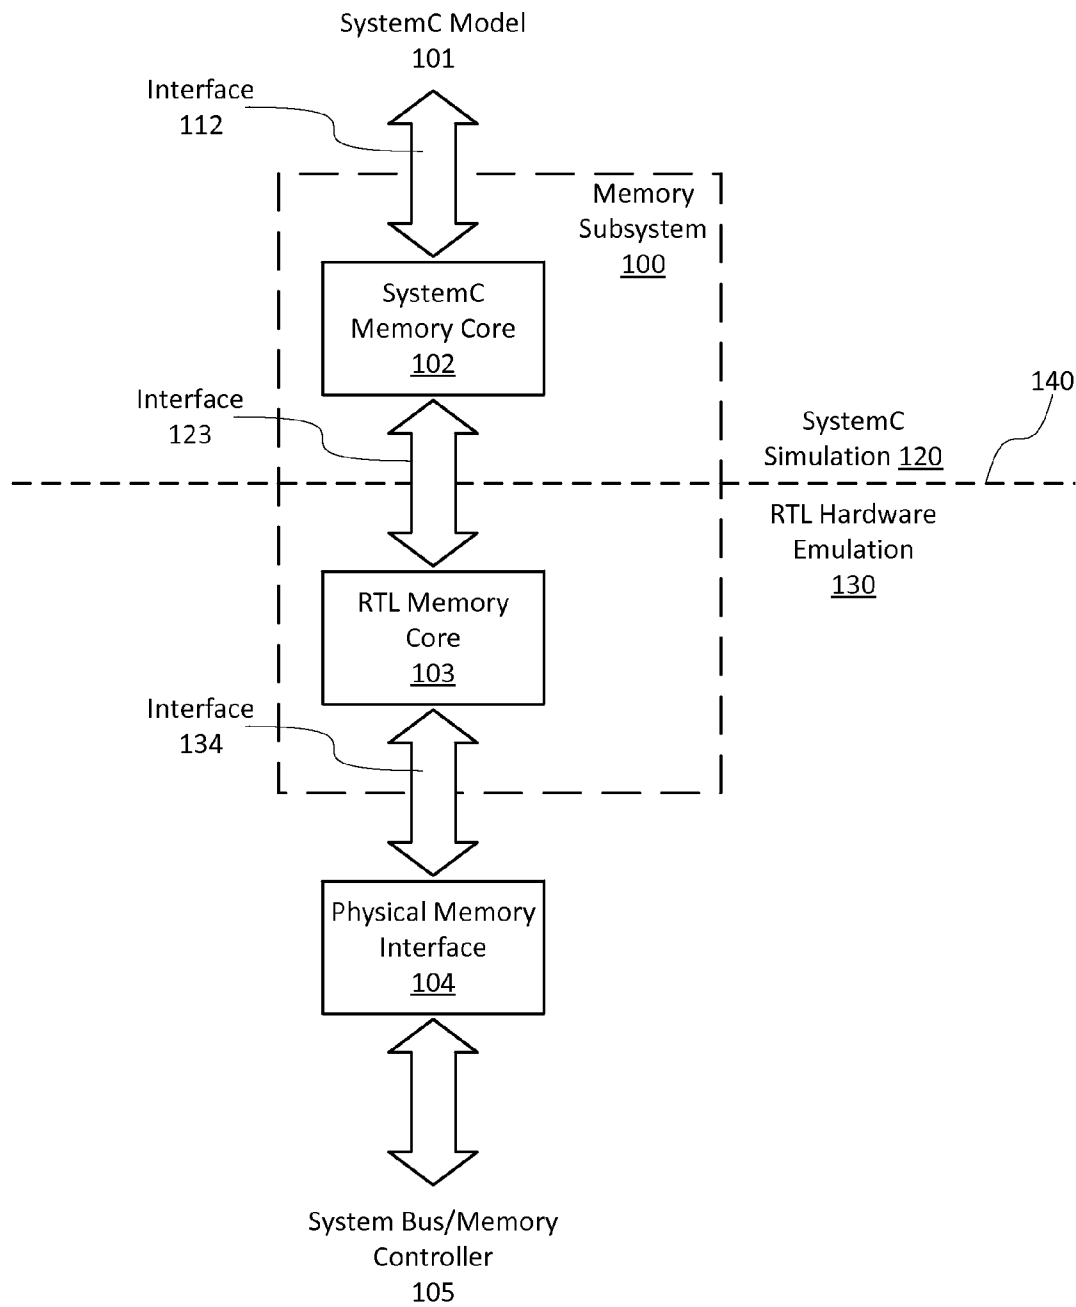 SystemC Model
101
Interface
112
Memory
Subsystem
100
SystemC
Memory Core
102
Interface
123
140
SystemC
Simulation 120
RTL Hardware
Emulation
130
RTL Memory
Core
103
Interface
134
Physical Memory
Interface
104
System Bus/Memory
Controller
105